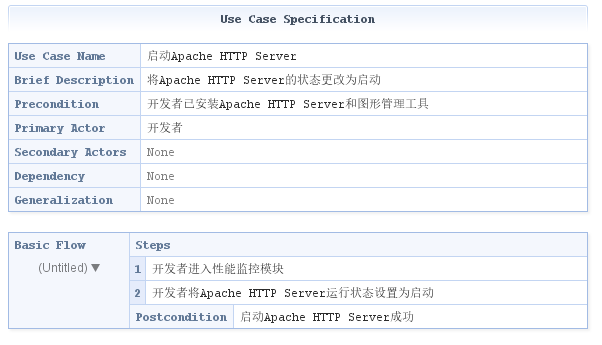 Use Case Specification
Use Case Name 启动Apache HTTP Server
Brief Description 将Apache HTTP Server的状态更改为启动
Precondition 开发者已安装Apache HTTP Server和图形管理工具
Primary Actor 开发者
Secondary Actors None
Dependency None
Generalization None
Basic Flow Steps
(Untitled) ▼
1 开发者进入性能监控模块
2 开发者将Apache HTTP Server运行状态设置为启动
Postcondition 启动Apache HTTP Server成功